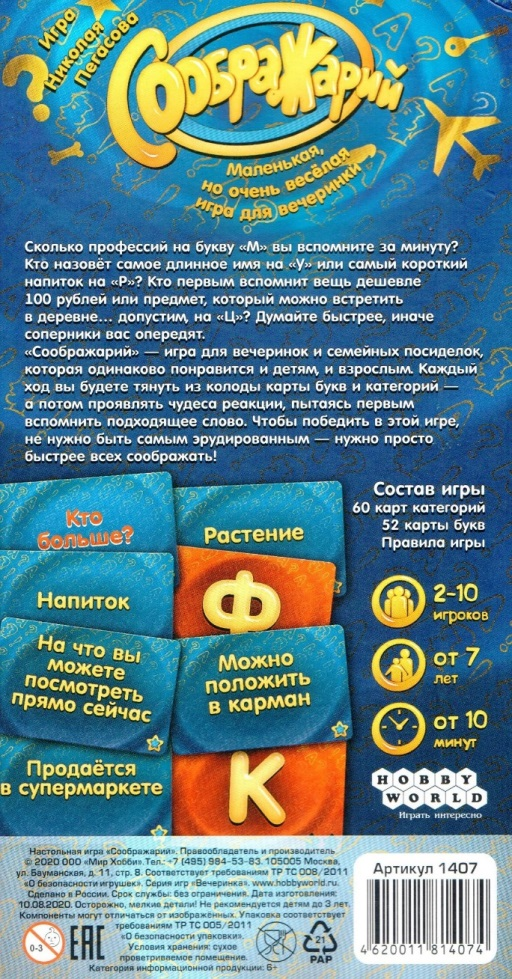 Игра
Николая
Пегасова
Соображарий
Маленькая,
но очень весёлая
игра для вечеринки
Сколько профессий на букву «М» вы вспомните за минуту?
Кто назовёт самое длинное имя на «У» или самый короткий
напиток на «Р»? Кто первым вспомнит вещь дешевле
100 рублей или предмет, который можно встретить
в деревне... допустим, на «Ц»? Думайте быстрее, иначе
соперники вас опередят.
«Соображарий» — игра для вечеринок и семейных посиделок,
которая одинаково понравится и детям, и взрослым. Каждый
ход вы будете тянуть из колоды карты букв и категорий —
а потом проявлять чудеса реакции, пытаясь первым
вспомнить подходящее слово. Чтобы победить в этой игре,
не нужно быть самым эрудированным — нужно просто
быстрее всех соображать!
Состав игры
60 карт категорий
52 карты букв
Правила игры
Кто
больше?
Растение
Напиток
Ф
На что вы
можете
посмотреть
прямо сейчас
Можно
положить
в карман
Продаётся
в супермаркете
К
2-10
игроков
от 7
лет
от 10
минут
HOBBY
WORLD
Играть интересно
Настольная игра «Соображарий». Правообладатель и производитель
© 2020 ООО «Мир Хобби». Тел.: +7 (495) 984-53-83. 105005 Москва,
ул. Бауманская, д. 11, стр. 8. Соответствует требованиям ТР ТС 008/2011
«О безопасности игрушек». Серия игр «Вечеринка». www.hobbyworld.ru.
Сделано в России. Срок службы: без ограничения. Дата изготовления:
10.08.2020. Осторожно, мелкие детали! Не рекомендуется детям до 3 лет.
Компоненты могут отличаться от изображённых. Упаковка соответствует
требованиям ТР ТС 005/2011
«О безопасности упаковки».
Условия хранения: сухое
проветриваемое помещение.
Категория информационной продукции: 6+
0-3
EAC
21
PAP
Артикул 1407
4620011814074